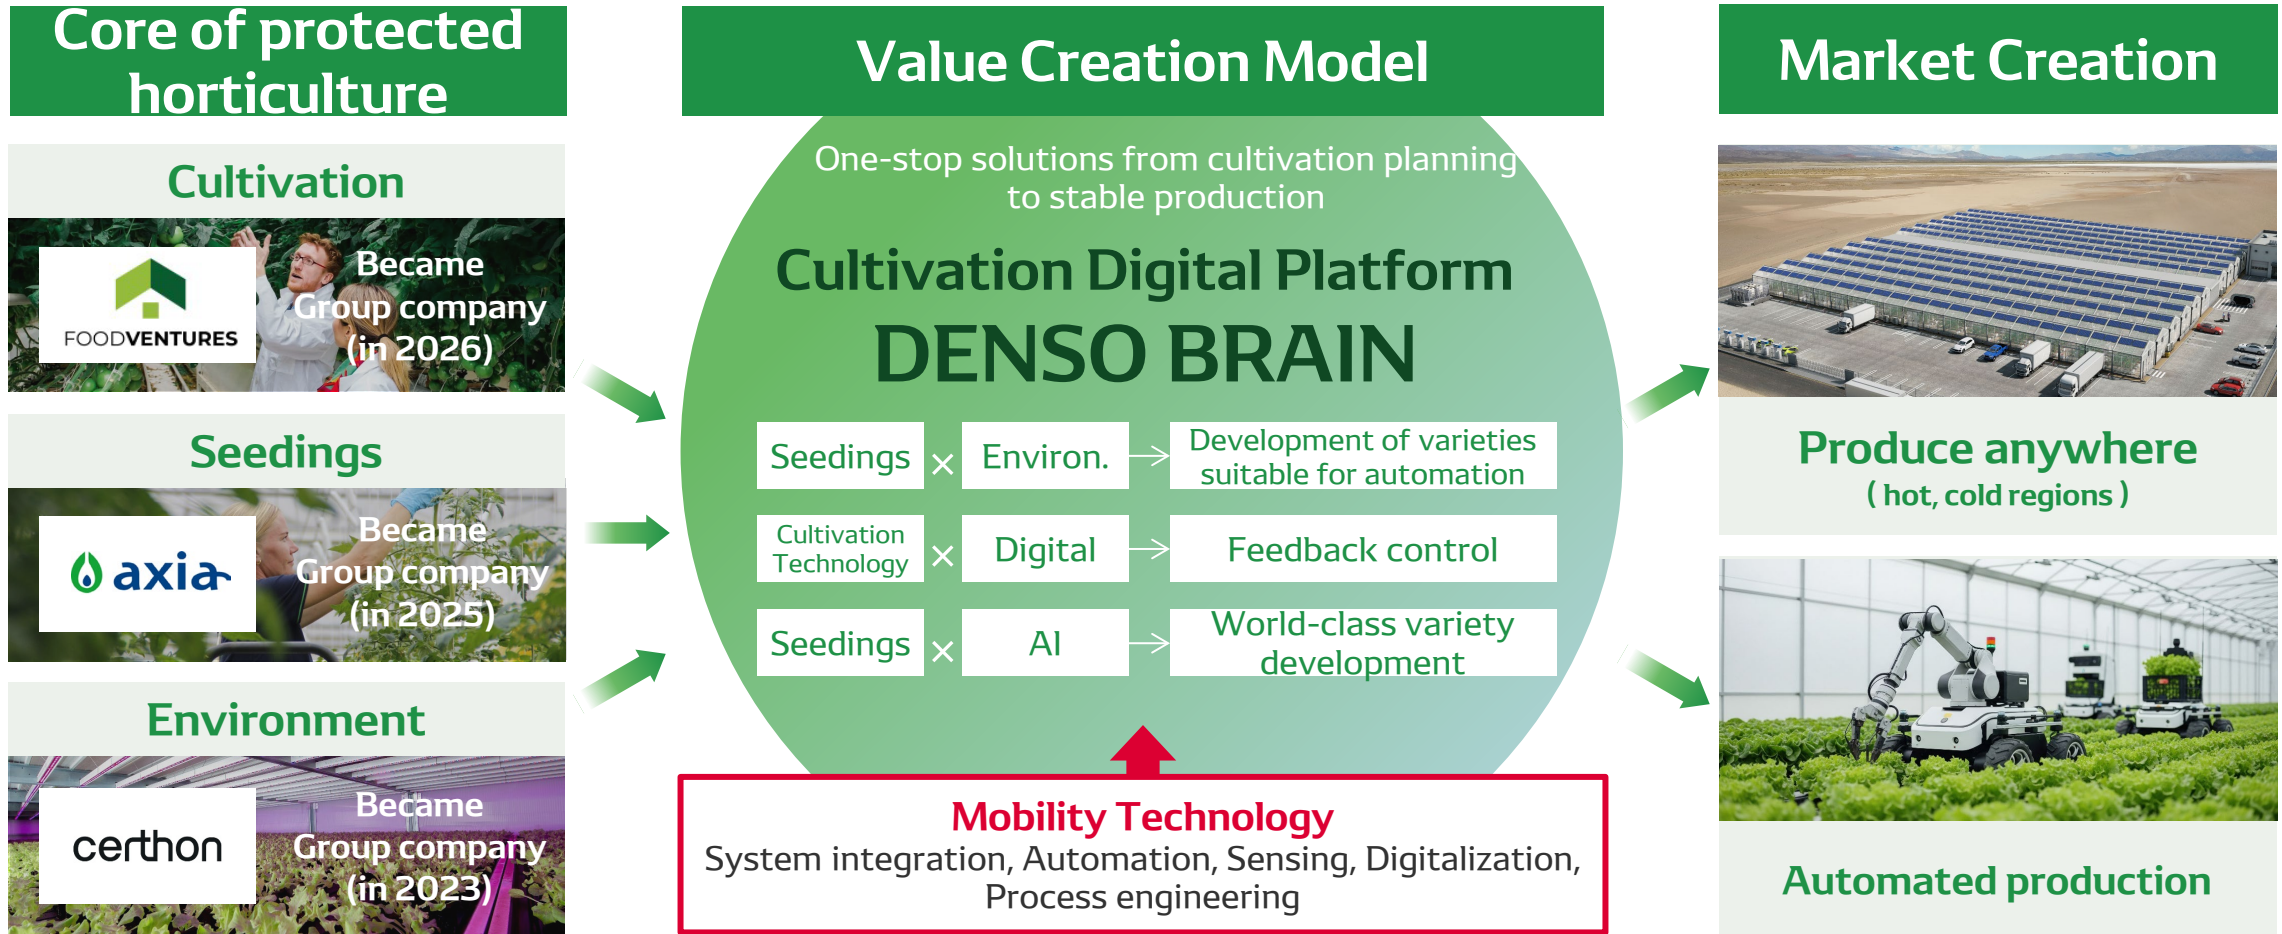 Core of protected
horticulture
Cultivation
FOODVENTURES
Became
Group company
(in 2026)
Seedings
axia
Became
Group company
(in 2025)
Environment
certhon
Became
Group company
(in 2023)
Value Creation Model
One-stop solutions from cultivation planning
to stable production
Cultivation Digital Platform
DENSO BRAIN
Seedings × Environ. → Development of varieties
suitable for automation
Cultivation
Technology × Digital → Feedback control
Seedings × AI → World-class variety
development
Mobility Technology
System integration, Automation, Sensing, Digitalization,
Process engineering
Market Creation
Produce anywhere
( hot, cold regions )
Automated production